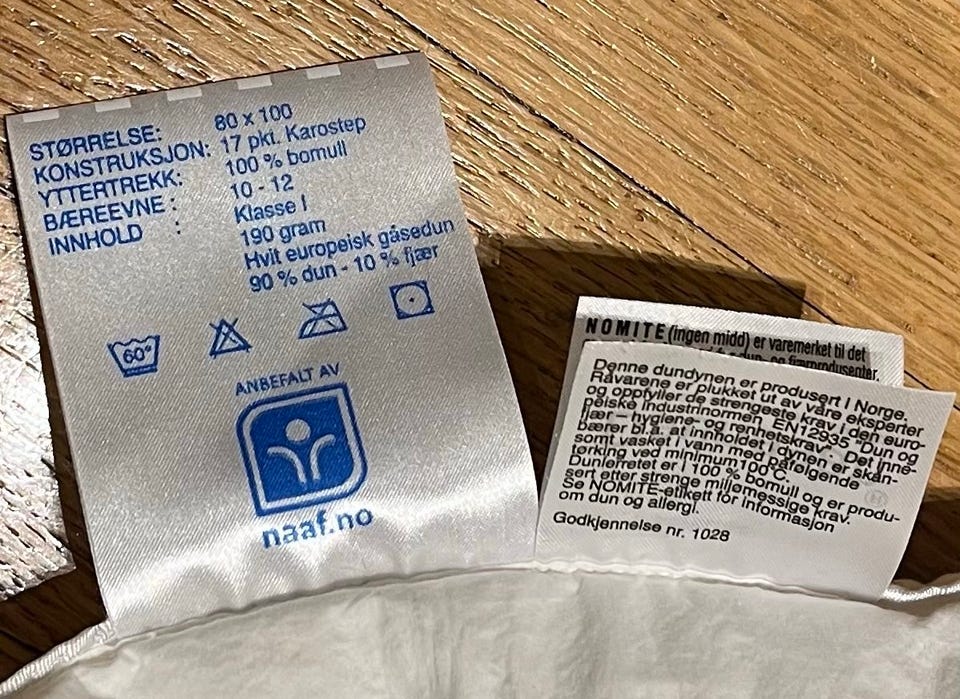 STØRRELSE: 80 x 100
KONSTRUKSJON: 17 pkt. Karostep
YTTERTREKK: 100 % bomull
BÆREEVNE : 10 - 12
INNHOLD : Klasse I
190 gram
Hvit europeisk gåsedun
90 % dun - 10 % fjær
60°
ANBEFALT AV
naaf.no
NOMITE (ingen midd) er varemerket til det
dun- og fjærprodusenter.
Denne dundynen er produsert i Norge.
Råvarene er plukket ut av våre eksperter
og oppfyller de strengeste krav i den euro-
peiske industrinormen EN12935 "Dun og
fjær – hygiene- og renhetskrav". Det inne-
bærer bl.a. at innholdet i dynen er skån-
somt vasket i vann med påfølgende
tørking ved minimum 100°C.
Dunlerretet er i 100 % bomull og er produ-
sert etter strenge miljømessige krav.
Se NOMITE-etikett for informasjon
om dun og allergi.
Godkjennelse nr. 1028